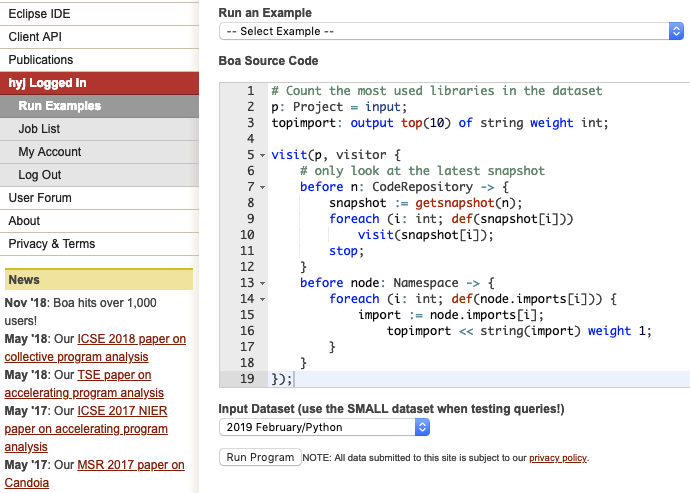 Eclipse IDE
Client API
Publications
hyj Logged In
Run Examples
Job List
My Account
Log Out
User Forum
About
Privacy & Terms
News
Nov '18: Boa hits over 1,000
users!
May '18: Our ICSE 2018 paper on
collective program analysis
May '18: Our TSE paper on
accelerating program analysis
May '17: Our ICSE 2017 NIER
paper on accelerating program
analysis
May '17: Our MSR 2017 paper on
Candoia
Run an Example
-- Select Example --
Boa Source Code
1 # Count the most used libraries in the dataset
2 p: Project = input;
3 topimport: output top(10) of string weight int;
4
5 visit(p, visitor {
6 # only look at the latest snapshot
7 before n: CodeRepository -> {
8 snapshot := getsnapshot(n);
9 foreach (i: int; def(snapshot[i]))
10 visit(snapshot[i]);
11 stop;
12 }
13 before node: Namespace -> {
14 foreach (i: int; def(node.imports[i])) {
15 import := node.imports[i];
16 topimport << string(import) weight 1;
17 }
18 }
19 });
Input Dataset (use the SMALL dataset when testing queries!)
2019 February/Python
Run Program NOTE: All data submitted to this site is subject to our privacy policy.